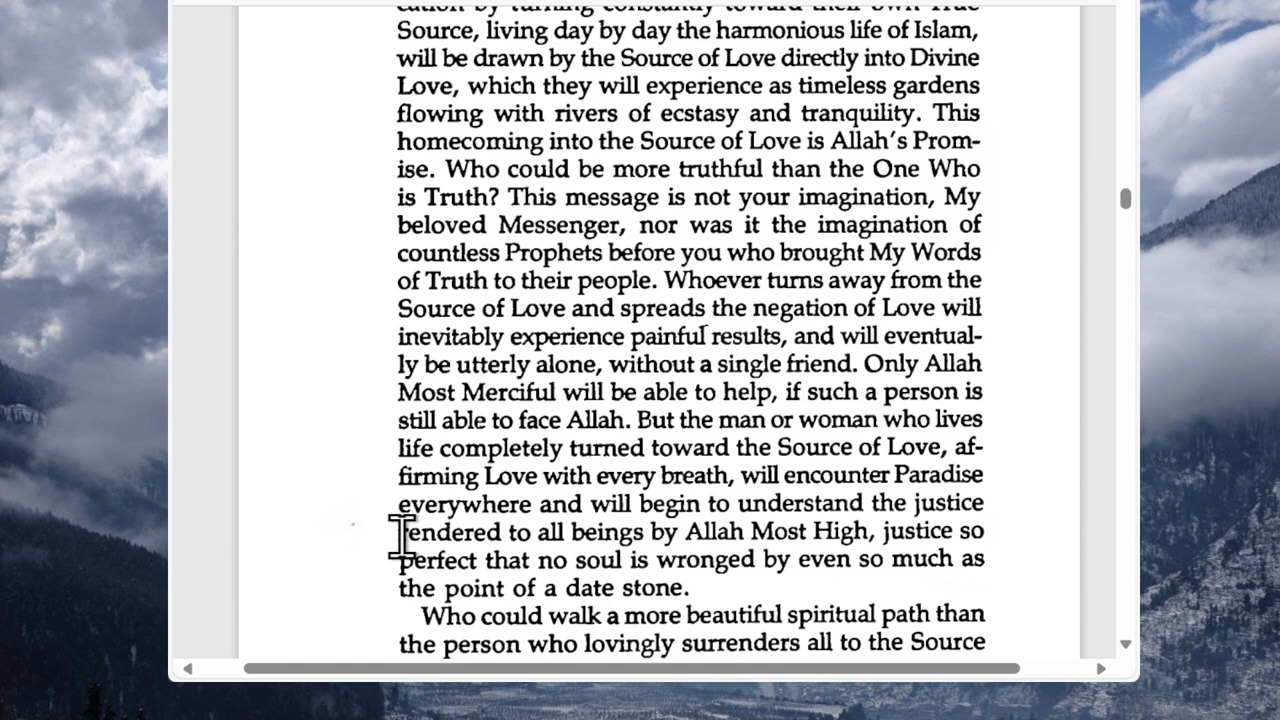 cation by turning constantly toward their own True
Source, living day by day the harmonious life of Islam,
will be drawn by the Source of Love directly into Divine
Love, which they will experience as timeless gardens
flowing with rivers of ecstasy and tranquility. This
homecoming into the Source of Love is Allah's Prom-
ise. Who could be more truthful than the One Who
is Truth? This message is not your imagination, My
beloved Messenger, nor was it the imagination of
countless Prophets before you who brought My Words
of Truth to their people. Whoever turns away from the
Source of Love and spreads the negation of Love will
inevitably experience painful results, and will eventual-
ly be utterly alone, without a single friend. Only Allah
Most Merciful will be able to help, if such a person is
still able to face Allah. But the man or woman who lives
life completely turned toward the Source of Love, af-
firming Love with every breath, will encounter Paradise
everywhere and will begin to understand the justice
rendered to all beings by Allah Most High, justice so
perfect that no soul is wronged by even so much as
the point of a date stone.
Who could walk a more beautiful spiritual path than
the person who lovingly surrenders all to the Source